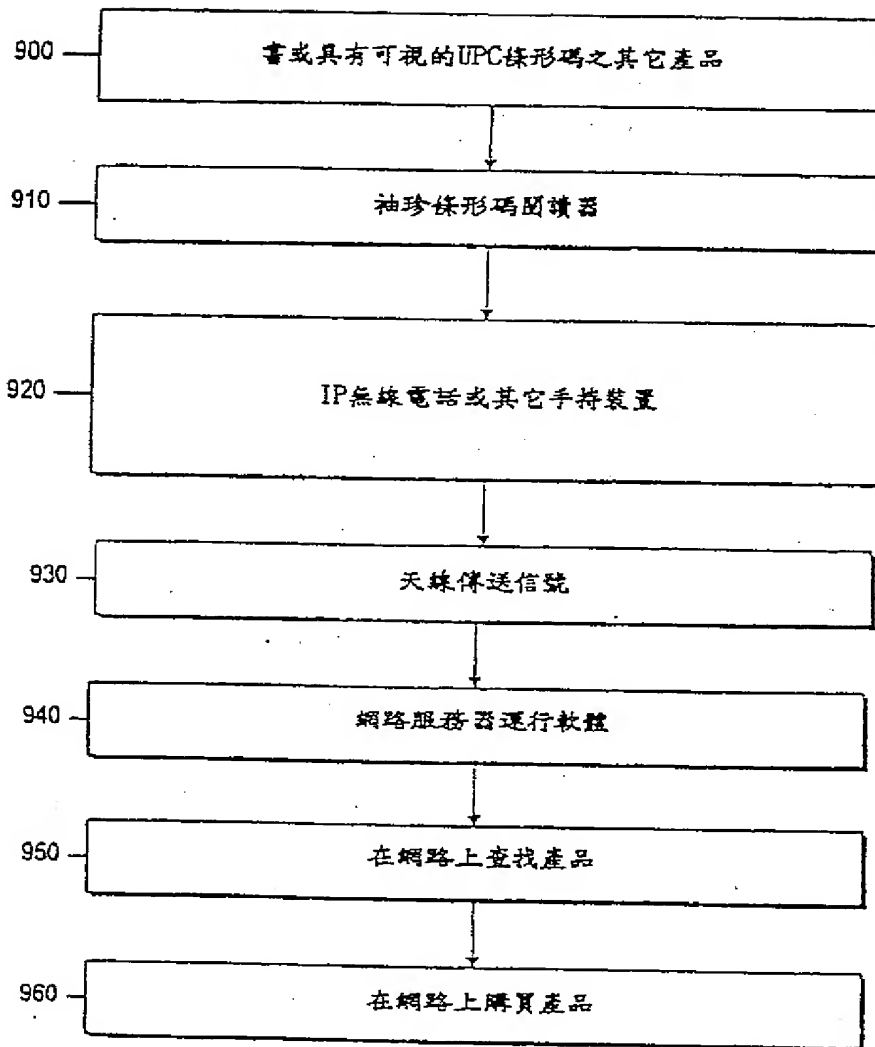 900
書或具有可視的UPC條形碼之其它產品
910
袖珍條形碼閱讀器
920
IP無線電話或其它手持裝置
930
天線傳送信號
940
網路服務器運行軟體
950
在網路上查找產品
960
在網路上購買產品